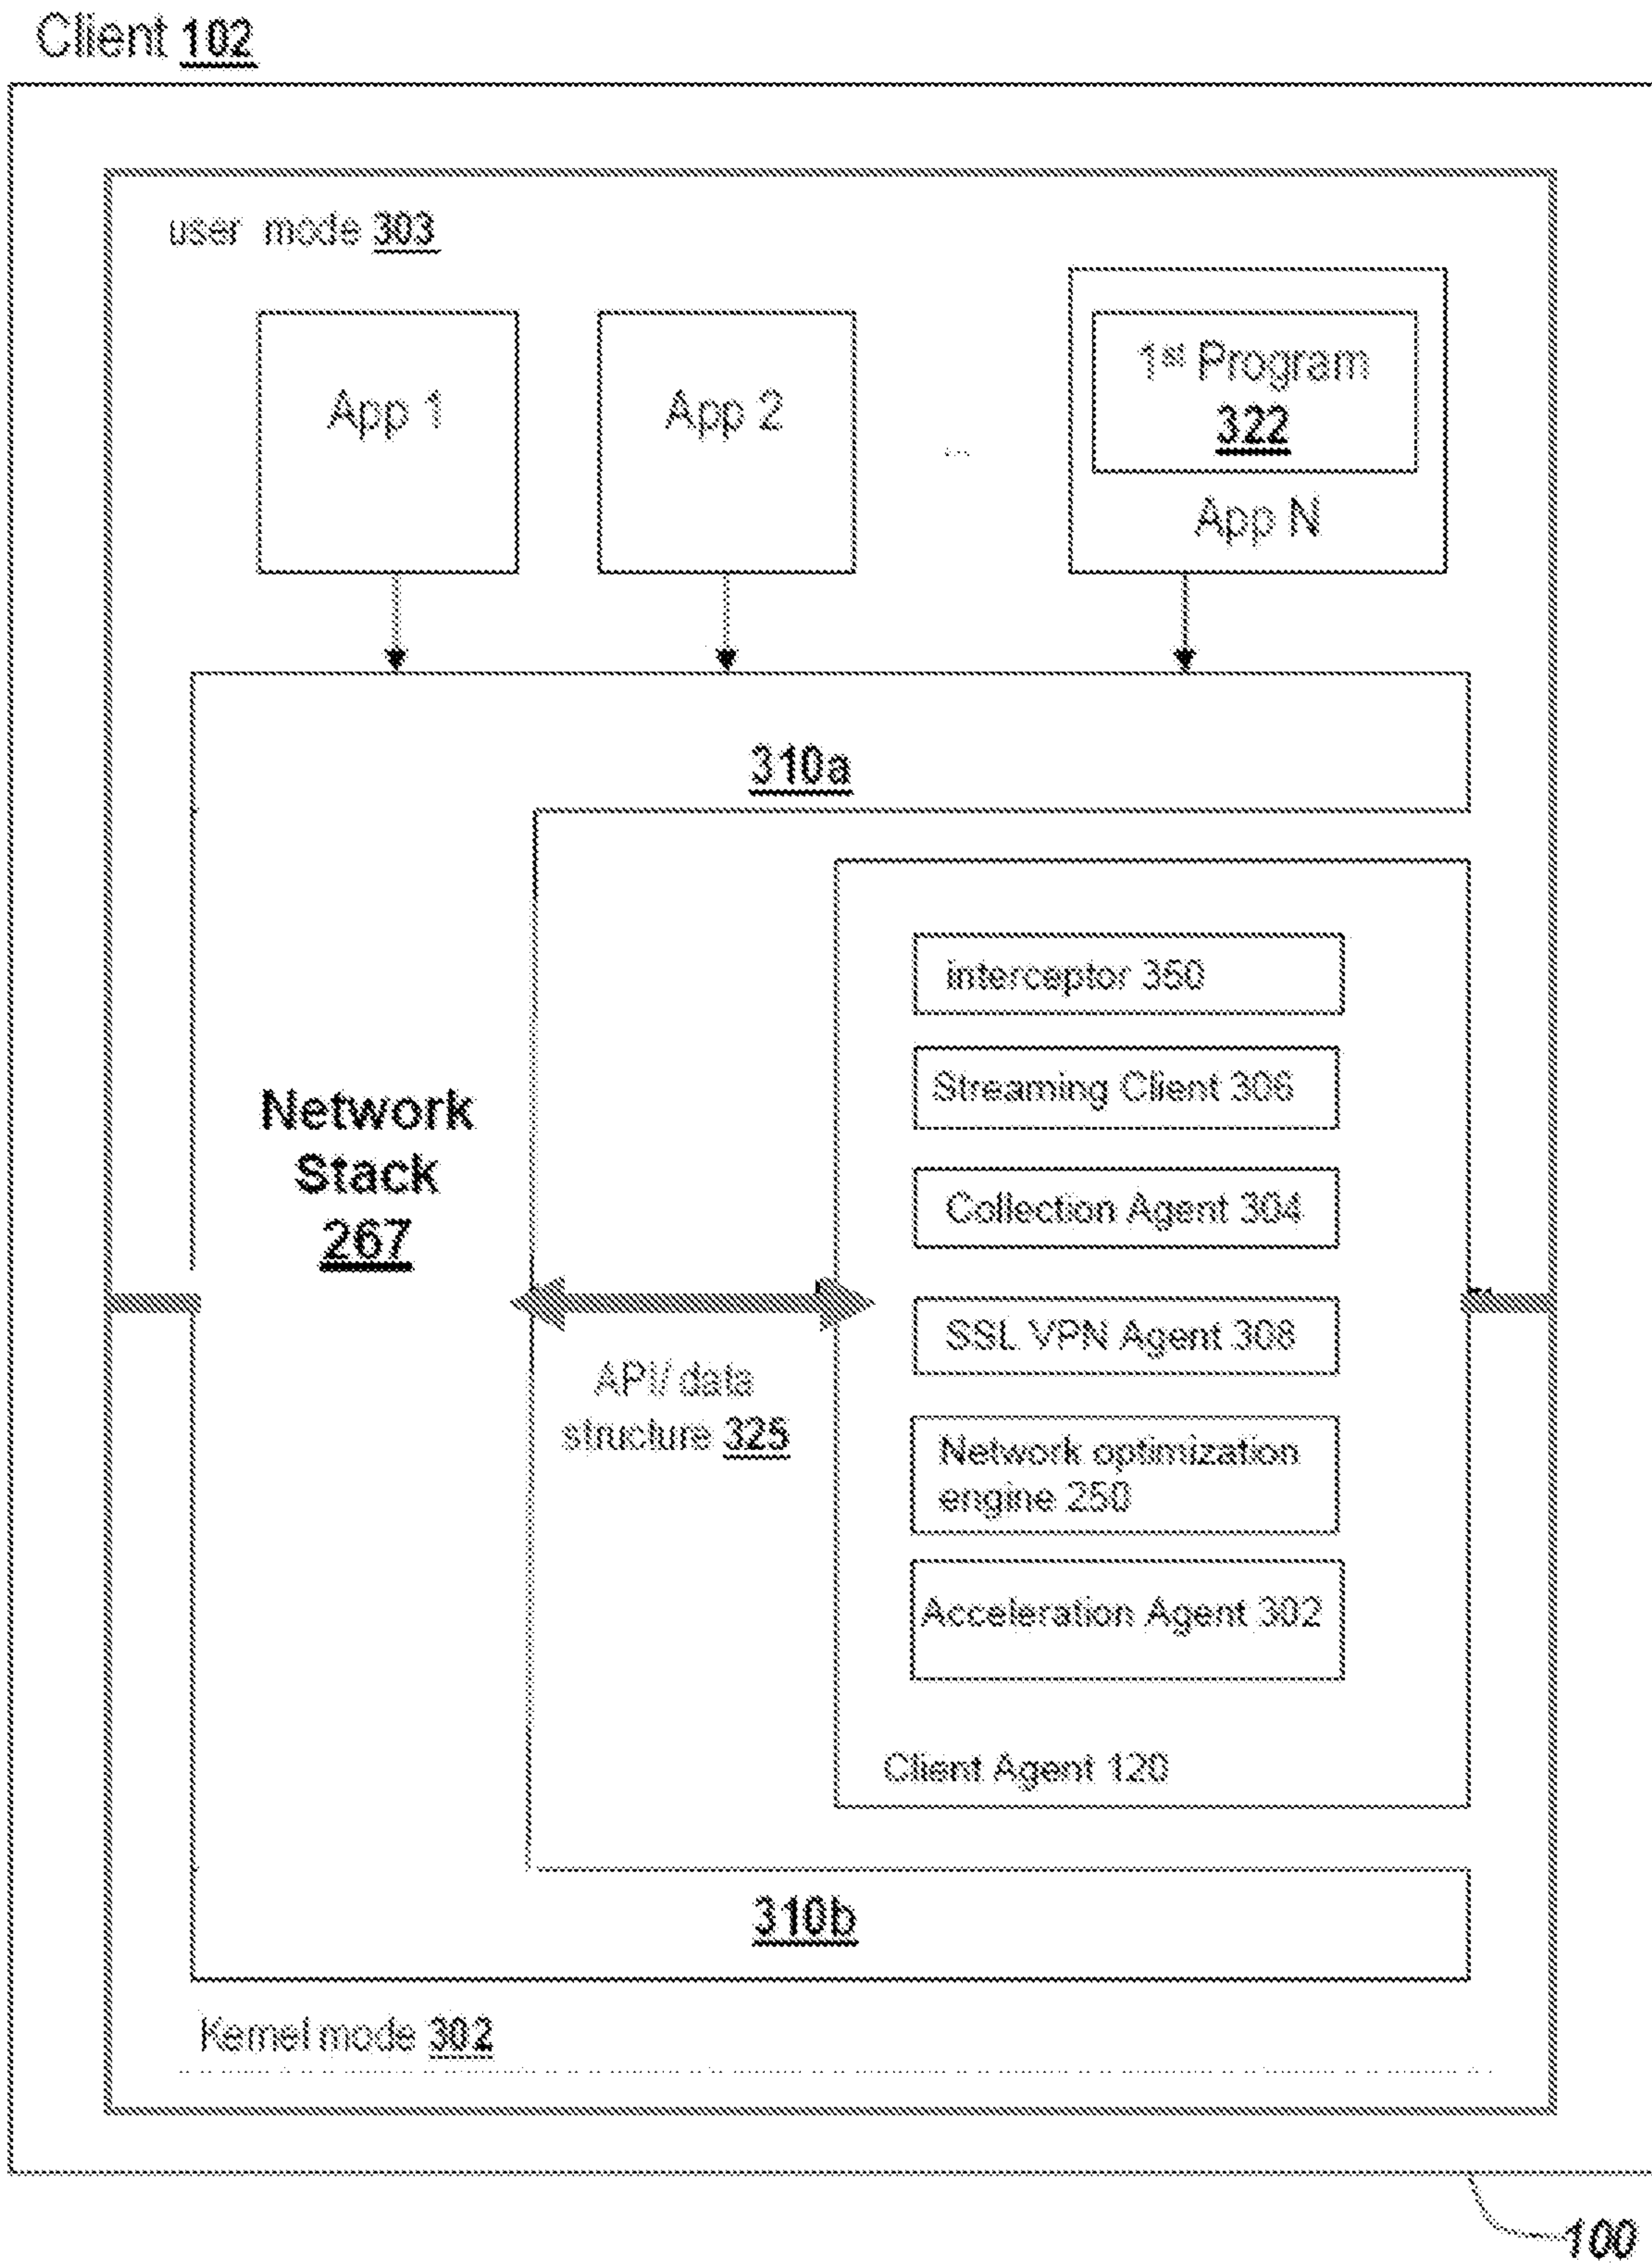 Client 102
user mode 303
App 1
App 2
...
1st Program
322
App N
310a
Network
Stack
267
API/ data
structure 325
interceptor 350
Streaming Client 306
Collection Agent 304
SSL VPN Agent 308
Network optimization
engine 250
Acceleration Agent 302
Client Agent 120
310b
Kernel mode 302
100